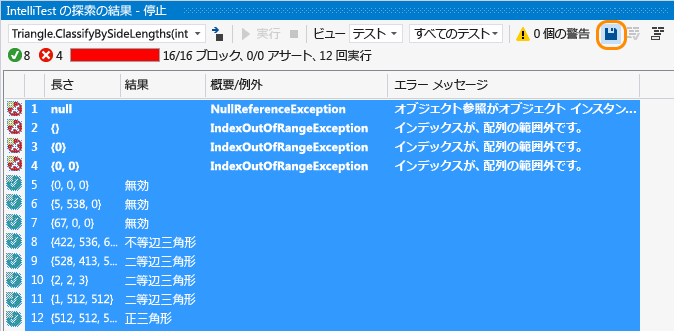 IntelliTest の探索の結果 - 停止
Triangle.ClassifyBySideLengths(int 実行 停止 ビュー テスト すべてのテスト 0 個の警告
8 4 16/16 ブロック、0/0 アサート、12 回実行
長さ 結果 概要/例外 エラー メッセージ
1 null NullReferenceException オブジェクト参照がオブジェクト インスタン...
2 {} IndexOutOfRangeException インデックスが、配列の範囲外です。
3 {0} IndexOutOfRangeException インデックスが、配列の範囲外です。
4 {0, 0} IndexOutOfRangeException インデックスが、配列の範囲外です。
5 {0, 0, 0} 無効
6 {5, 538, 0} 無効
7 {67, 0, 0} 無効
8 {422, 536, 6... 不等辺三角形
9 {528, 413, 5... 二等辺三角形
10 {2, 2, 3} 二等辺三角形
11 {1, 512, 512} 二等辺三角形
12 {512, 512, 5... 正三角形